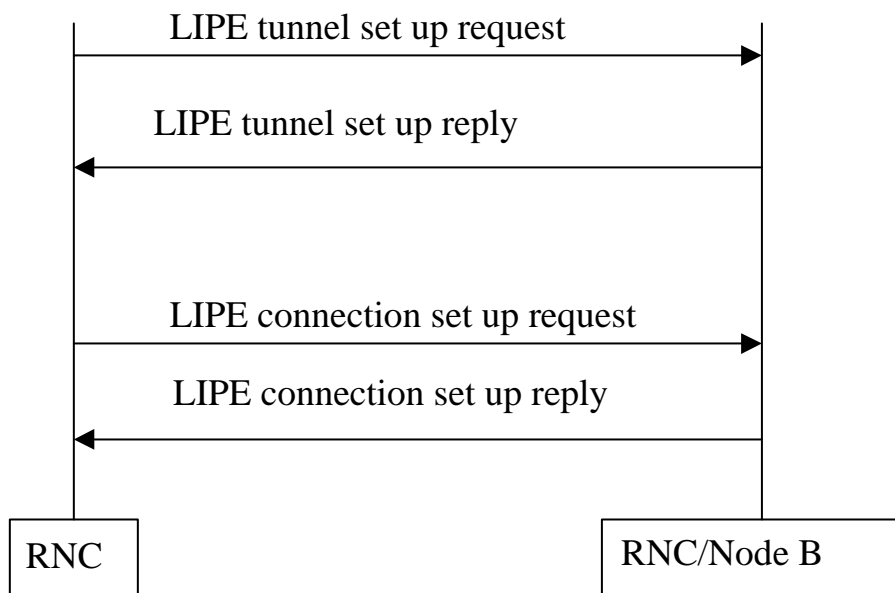 LIPE tunnel set up request
LIPE tunnel set up reply
LIPE connection set up request
LIPE connection set up reply
RNC
RNC/Node B